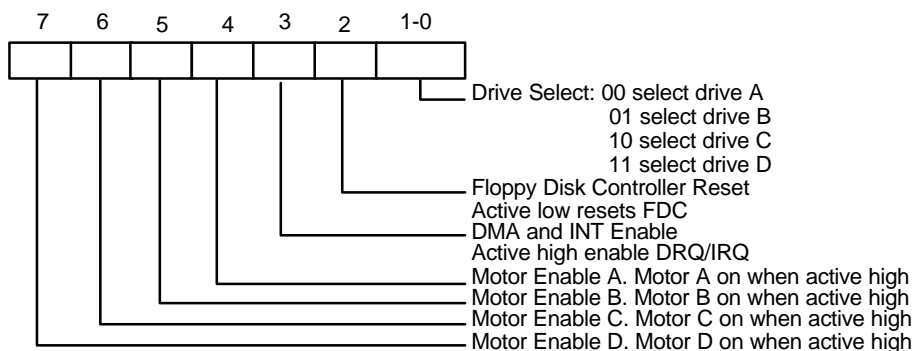 7 6 5 4 3 2 1-0
Drive Select: 00 select drive A
01 select drive B
10 select drive C
11 select drive D
Floppy Disk Controller Reset
Active low resets FDC
DMA and INT Enable
Active high enable DRQ/IRQ
Motor Enable A. Motor A on when active high
Motor Enable B. Motor B on when active high
Motor Enable C. Motor C on when active high
Motor Enable D. Motor D on when active high